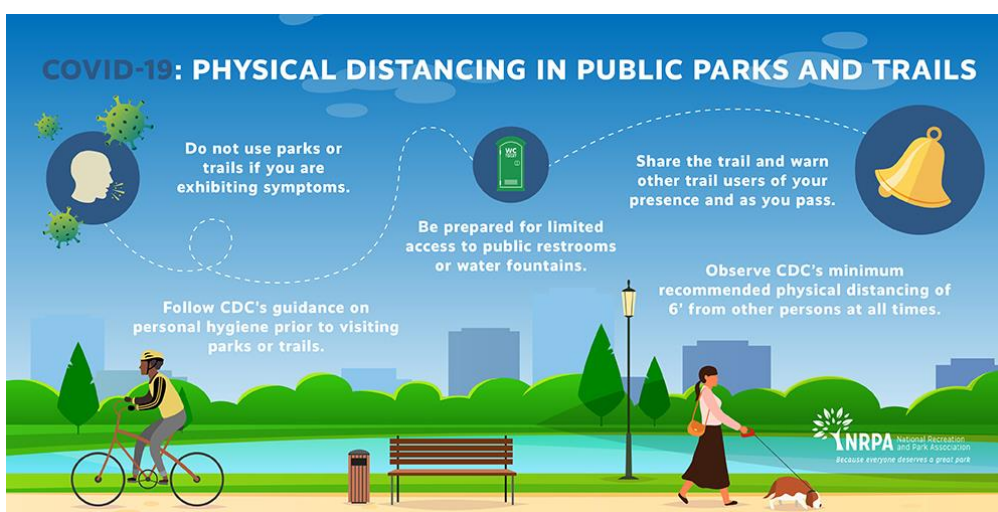 COVID-19: PHYSICAL DISTANCING IN PUBLIC PARKS AND TRAILS
Do not use parks or
trails if you are
exhibiting symptoms.
Follow CDC's guidance on
personal hygiene prior to visiting
parks or trails.
WC
TOILET
Be prepared for limited
access to public restrooms
or water fountains.
Share the trail and warn
other trail users of your
presence and as you pass.
Observe CDC's minimum
recommended physical distancing of
6' from other persons at all times.
NRPA National Recreation
and Park Association
Because everyone deserves a great park